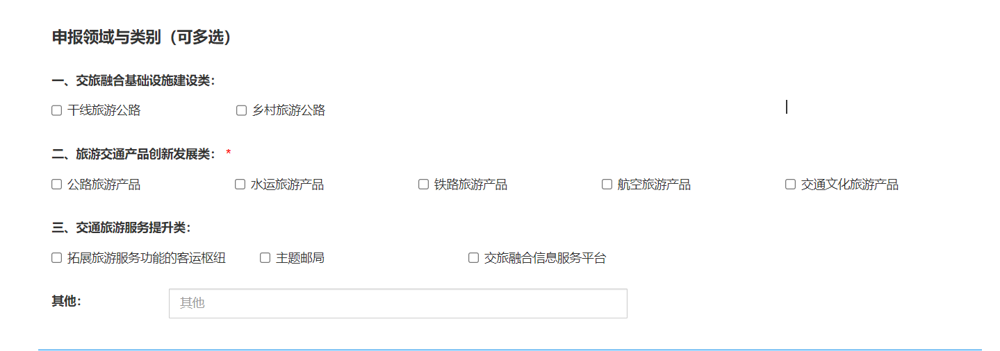 申报领域与类别（可多选）
一、交旅融合基础设施建设类：
干线旅游公路 乡村旅游公路
二、旅游交通产品创新发展类： *
公路旅游产品 水运旅游产品 铁路旅游产品 航空旅游产品 交通文化旅游产品
三、交通旅游服务提升类：
拓展旅游服务功能的客运枢纽 主题邮局 交旅融合信息服务平台
其他： 其他